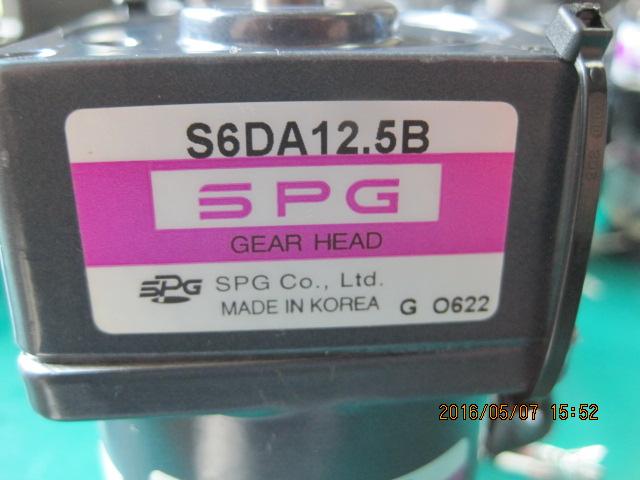 S6DA12.5B
SPG
GEAR HEAD
SPG SPG Co., Ltd.
MADE IN KOREA G O622
2016/05/07 15:52